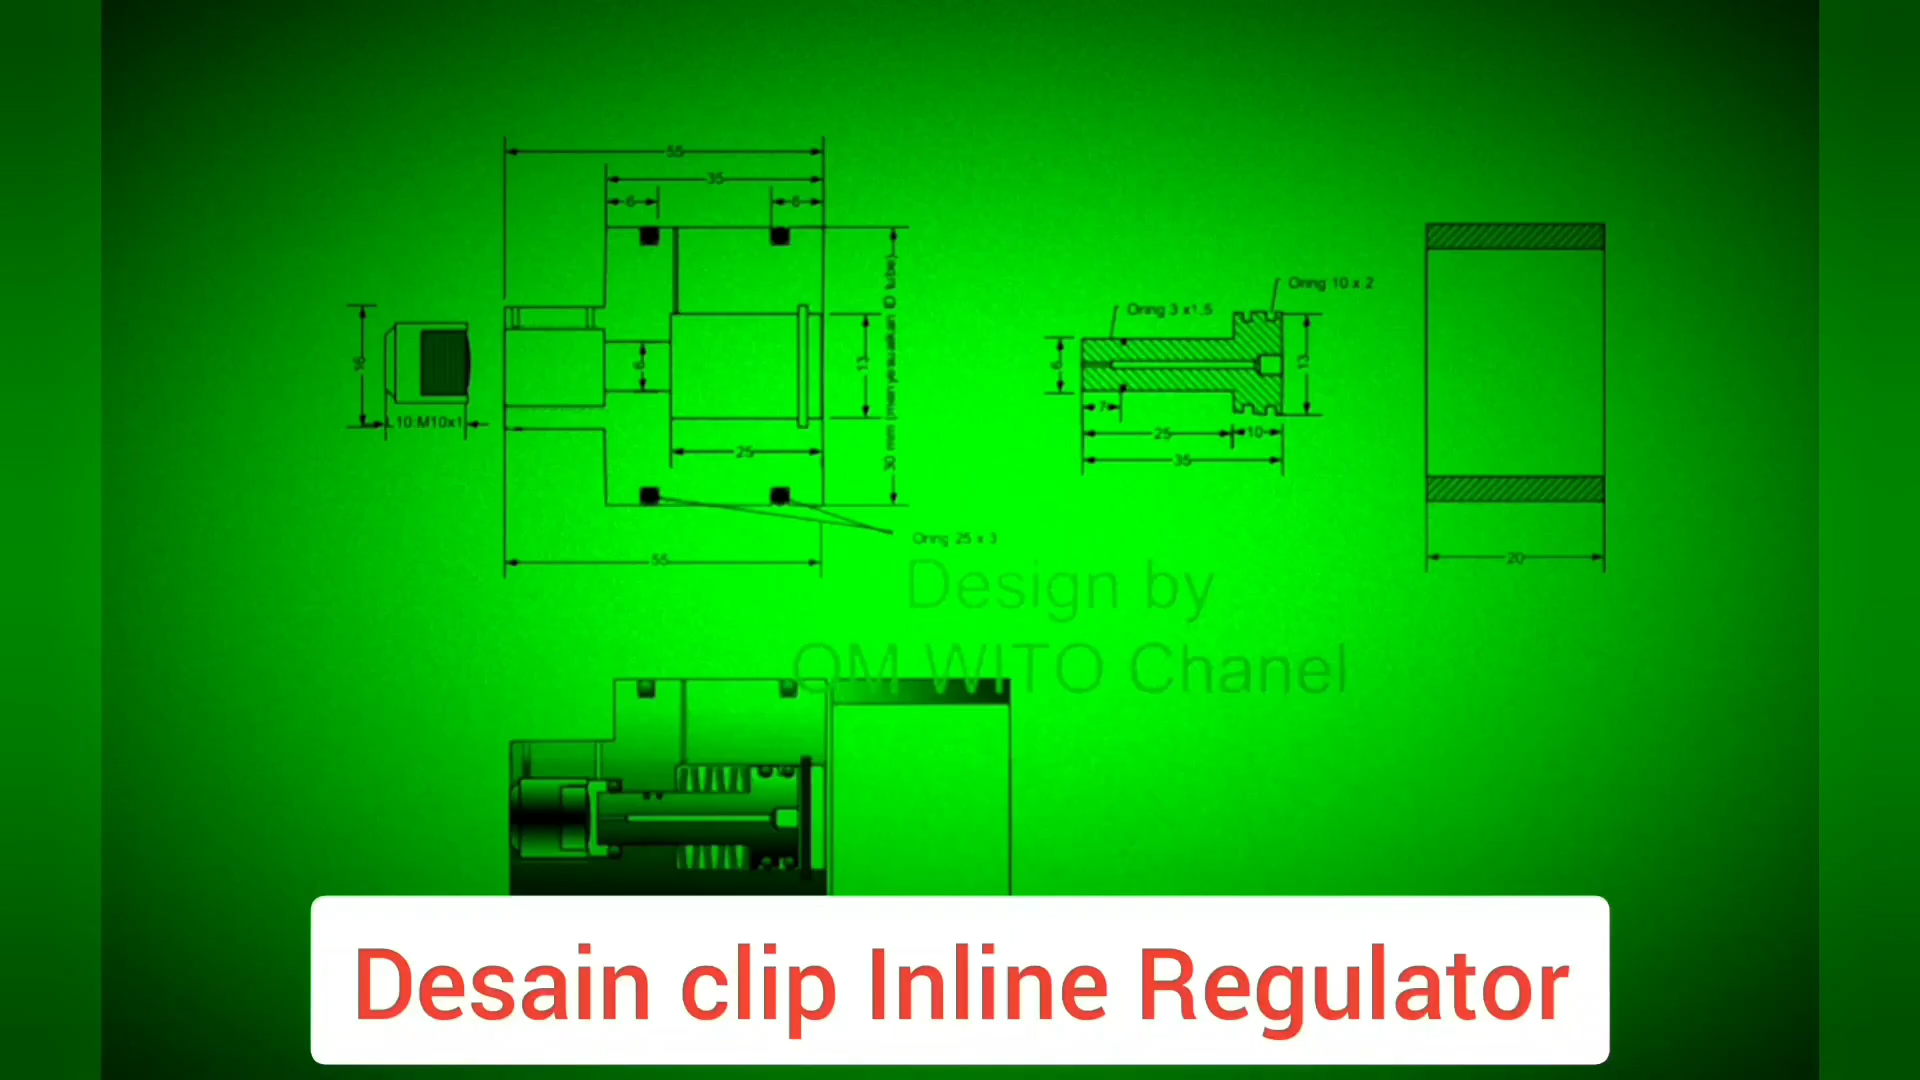 55
35
6
6
16
L10:M10x1
6
13
30 mm (menyesuaikan ID tube)
25
Oring 25 x 3
55
Oring 3 x1.5
Oring 10 x 2
6
13
7
25
10
35
20
Design by
OM WITO Chanel
Desain clip Inline Regulator